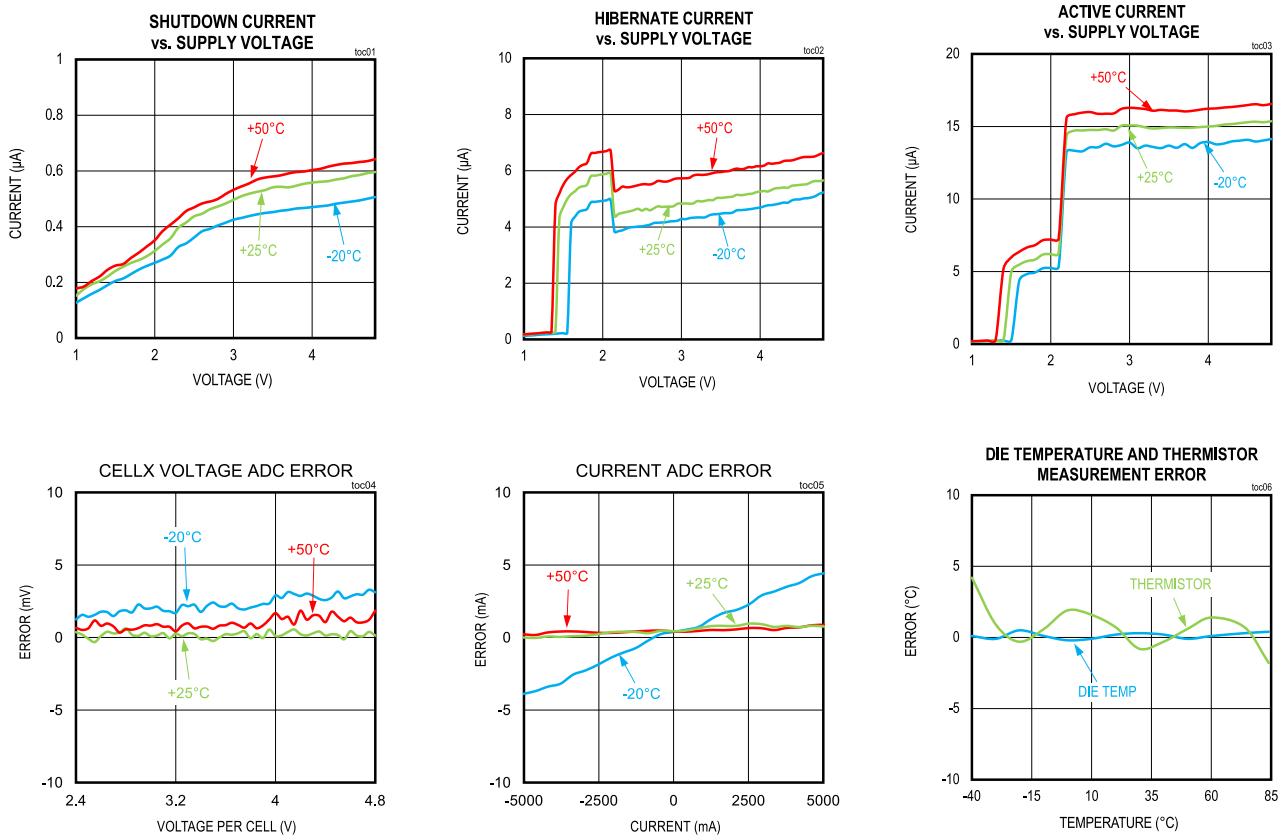 SHUTDOWN CURRENT
vs. SUPPLY VOLTAGE
toc01
1
0.8
0.6
0.4
0.2
0
CURRENT (µA)
+50°C
+25°C
-20°C
1 2 3 4
VOLTAGE (V)
HIBERNATE CURRENT
vs. SUPPLY VOLTAGE
toc02
10
8
6
4
2
0
CURRENT (µA)
+50°C
+25°C
-20°C
1 2 3 4
VOLTAGE (V)
ACTIVE CURRENT
vs. SUPPLY VOLTAGE
toc03
20
15
10
5
0
CURRENT (µA)
+50°C
+25°C
-20°C
1 2 3 4
VOLTAGE (V)
CELLX VOLTAGE ADC ERROR
toc04
10
5
0
-5
-10
ERROR (mV)
-20°C
+50°C
+25°C
2.4 3.2 4 4.8
VOLTAGE PER CELL (V)
CURRENT ADC ERROR
toc05
10
5
0
-5
-10
ERROR (mA)
+50°C
+25°C
-20°C
-5000 -2500 0 2500 5000
CURRENT (mA)
DIE TEMPERATURE AND THERMISTOR
MEASUREMENT ERROR
toc06
10
5
0
-5
-10
ERROR (°C)
THERMISTOR
DIE TEMP
-40 -15 10 35 60 85
TEMPERATURE (°C)